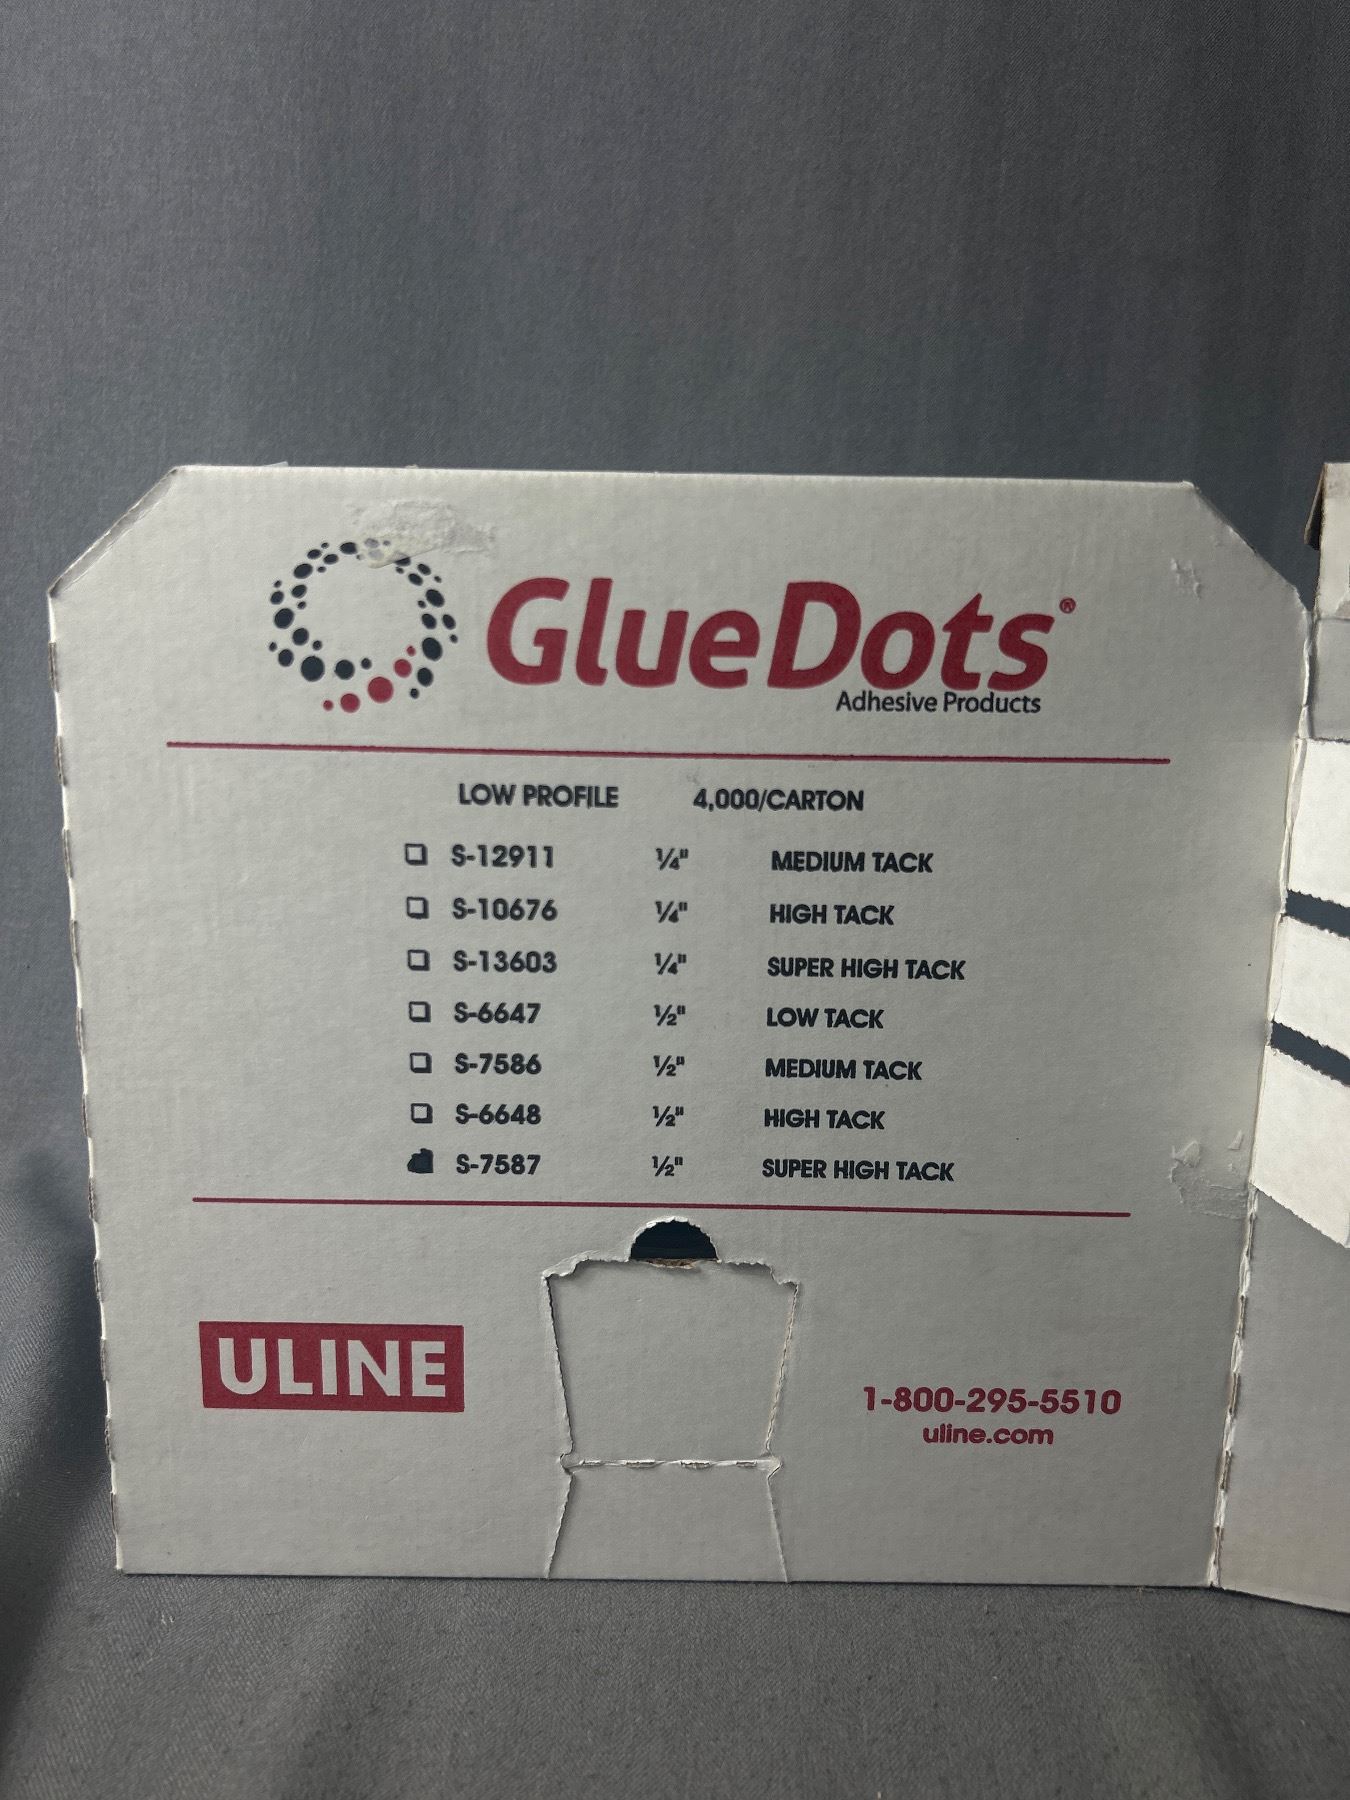 GlueDots®
Adhesive Products
LOW PROFILE 4,000/CARTON
S-12911 ¼" MEDIUM TACK
S-10676 ¼" HIGH TACK
S-13603 ¼" SUPER HIGH TACK
S-6647 ½" LOW TACK
S-7586 ½" MEDIUM TACK
S-6648 ½" HIGH TACK
S-7587 ½" SUPER HIGH TACK
ULINE
1-800-295-5510
uline.com